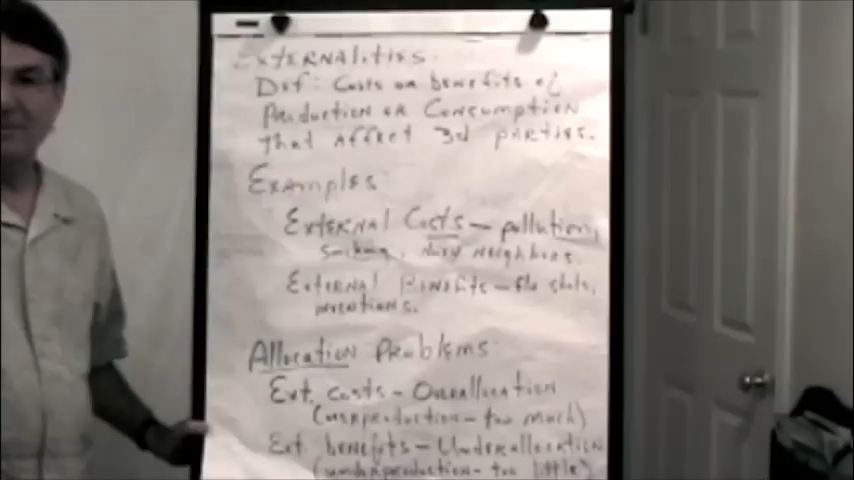 EXTERNALITIES:
DEF: Costs or benefits of
Production or Consumption
that affect 3rd parties.
Examples:
External Costs - pollution,
smoking, noisy neighbors.
External Benefits - flu shots,
inventions.
Allocation Problems
Ext. costs - Overallocation
(overproduction - too much)
Ext. benefits - Underallocation
(underproduction - too little)